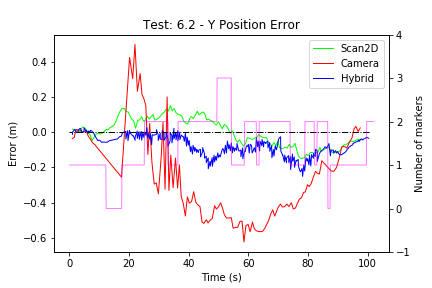 Test: 6.2 - Y Position Error
Scan2D
Camera
Hybrid
Error (m)
0.4
0.2
0.0
−0.2
−0.4
−0.6
4
3
2
1
0
−1
Number of markers
0
20
40
60
80
100
Time (s)